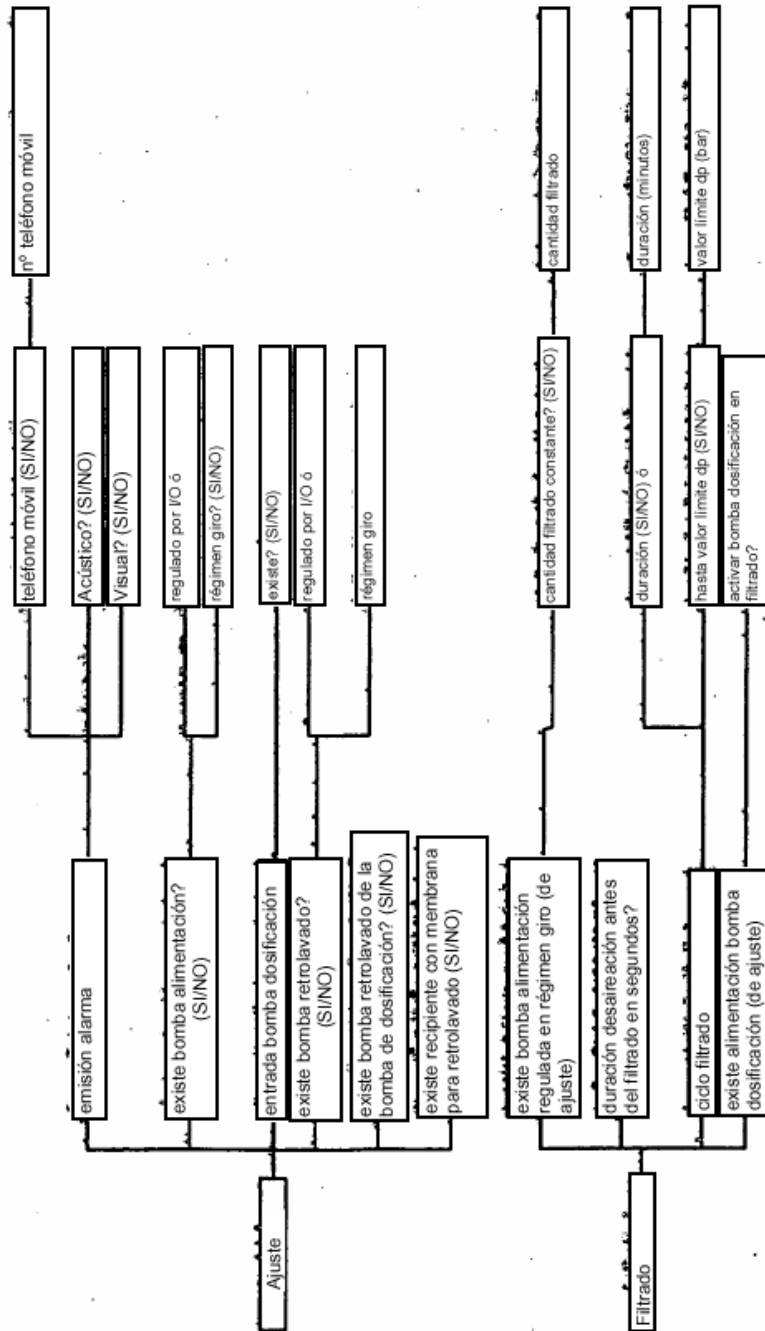 Ajuste
emisión alarma
teléfono móvil (SI/NO)
nº teléfono móvil
Acústico? (SI/NO)
Visual? (SI/NO)
existe bomba alimentación?
(SI/NO)
regulado por I/O ó
régimen giro? (SI/NO)
entrada bomba dosificación
existe? (SI/NO)
existe bomba retrolavado?
(SI/NO)
regulado por I/O ó
régimen giro
existe bomba retrolavado de la
bomba de dosificación? (SI/NO)
existe recipiente con membrana
para retrolavado (SI/NO)
Filtrado
existe bomba alimentación
regulada en régimen giro (de
ajuste)
cantidad filtrado constante? (SI/NO)
cantidad filtrado
duración desaireación antes
del filtrado en segundos?
ciclo filtrado
duración (SI/NO) ó
duración (minutos)
hasta valor límite dp (SI/NO)
valor límite dp (bar)
existe alimentación bomba
dosificación (de ajuste)
activar bomba dosificación en
filtrado?